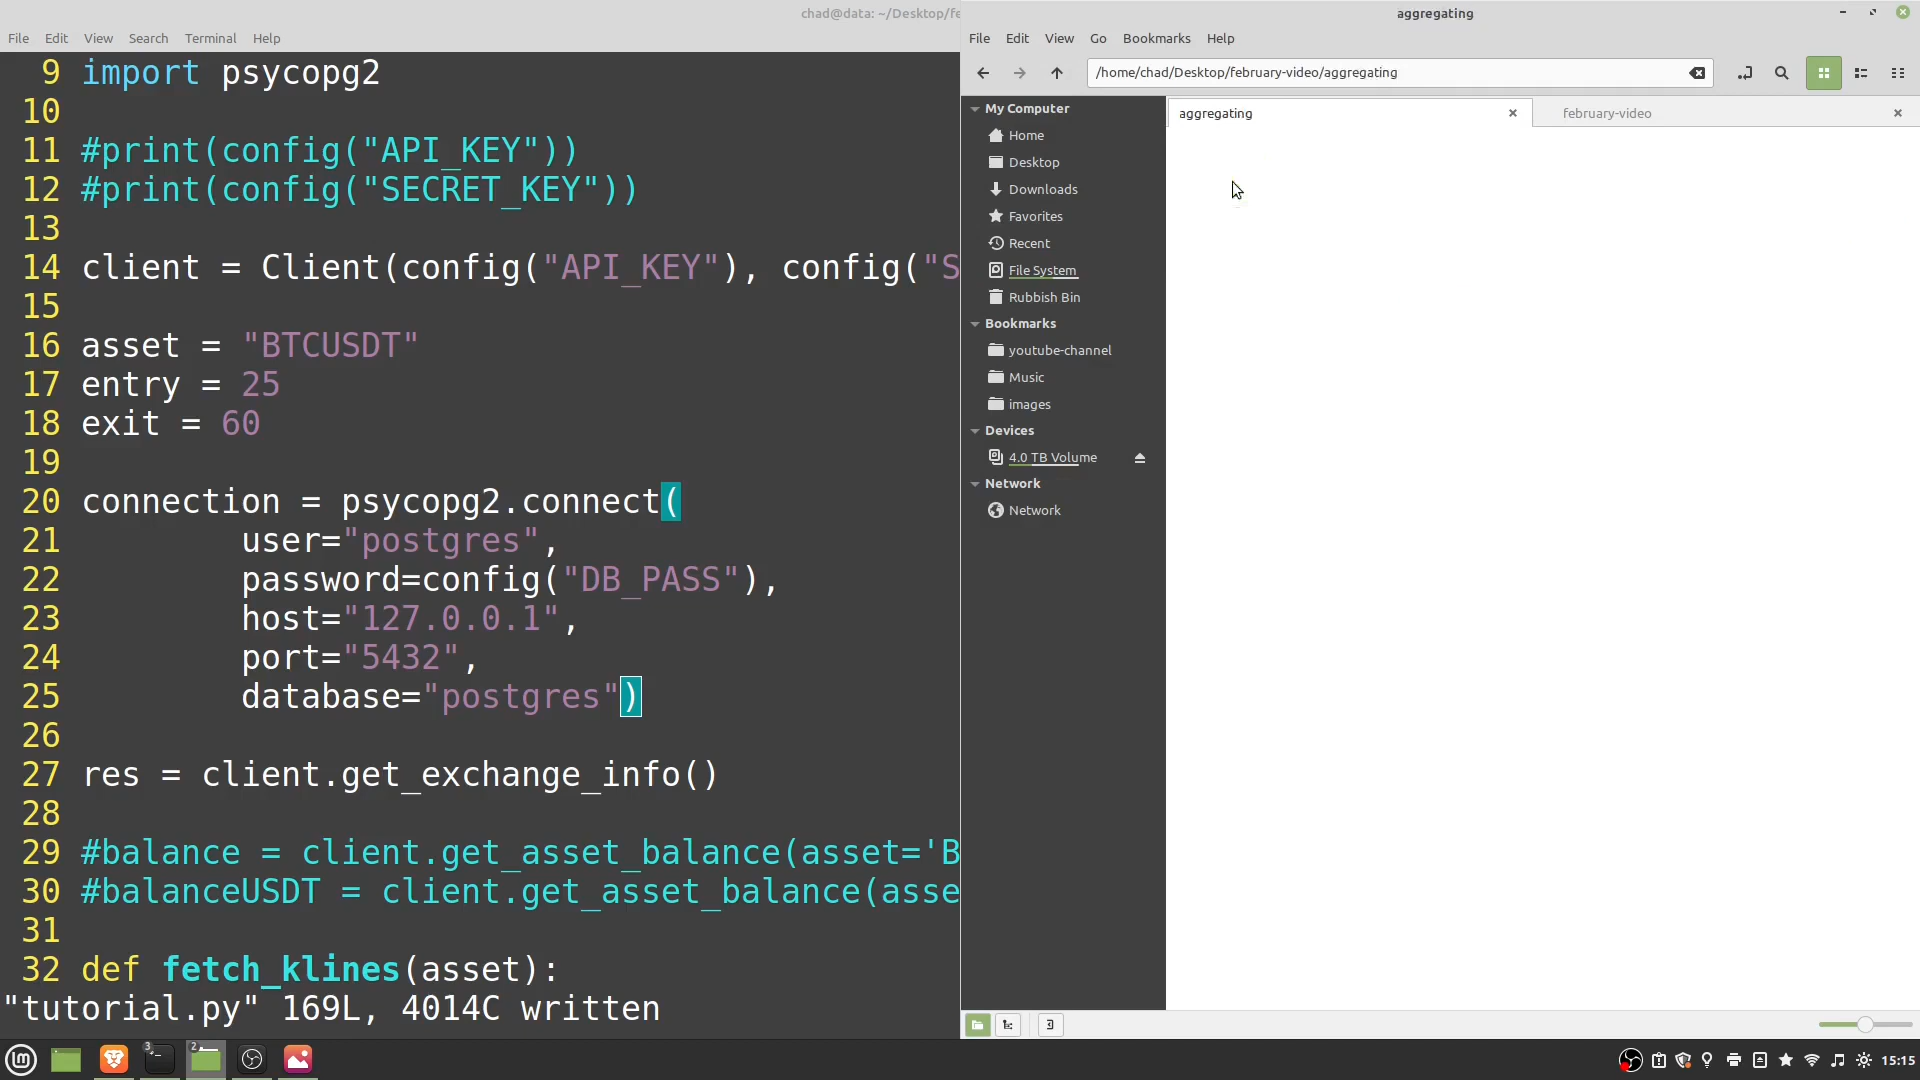 chad@data: ~/Desktop/fe
File Edit View Search Terminal Help
9 import psycopg2
10
11 #print(config("API_KEY"))
12 #print(config("SECRET_KEY"))
13
14 client = Client(config("API_KEY"), config("S
15
16 asset = "BTCUSDT"
17 entry = 25
18 exit = 60
19
20 connection = psycopg2.connect(
21 user="postgres",
22 password=config("DB_PASS"),
23 host="127.0.0.1",
24 port="5432",
25 database="postgres")
26
27 res = client.get_exchange_info()
28
29 #balance = client.get_asset_balance(asset='B
30 #balanceUSDT = client.get_asset_balance(asse
31
32 def fetch_klines(asset):
"tutorial.py" 169L, 4014C written
aggregating
File Edit View Go Bookmarks Help
/home/chad/Desktop/february-video/aggregating
My Computer
Home
Desktop
Downloads
Favorites
Recent
File System
Rubbish Bin
Bookmarks
youtube-channel
Music
images
Devices
4.0 TB Volume
Network
Network
aggregating
february-video
3
2
15:15